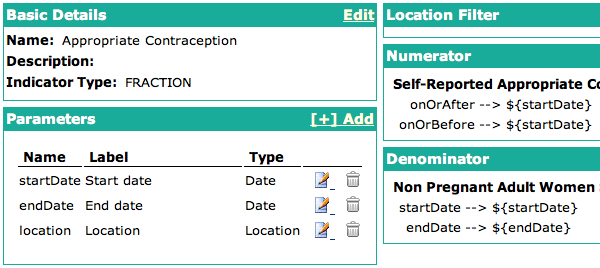 Basic Details Edit
Name: Appropriate Contraception
Description:
Indicator Type: FRACTION
Parameters [+] Add
Name Label Type
startDate Start date Date
endDate End date Date
location Location Location
Location Filter
Numerator
Self-Reported Appropriate Co
onOrAfter --> ${startDate}
onOrBefore --> ${startDate}
Denominator
Non Pregnant Adult Women
startDate --> ${startDate}
endDate --> ${endDate}